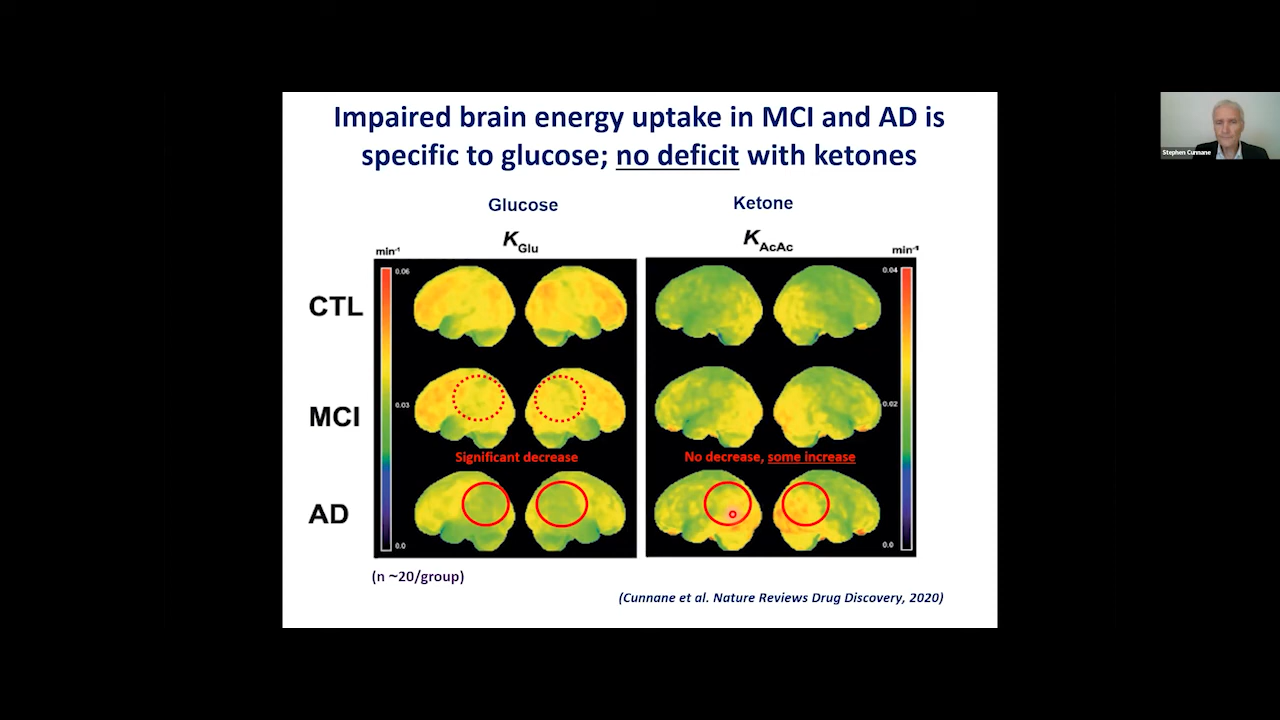 Impaired brain energy uptake in MCI and AD is
specific to glucose; no deficit with ketones
Stephen Cunnane
Glucose
Ketone
K Glu
K AcAc
min-1
min-1
0.06
0.04
CTL
MCI
0.03
0.02
Significant decrease
No decrease, some increase
AD
0.0
0.0
(n ~20/group)
(Cunnane et al. Nature Reviews Drug Discovery, 2020)